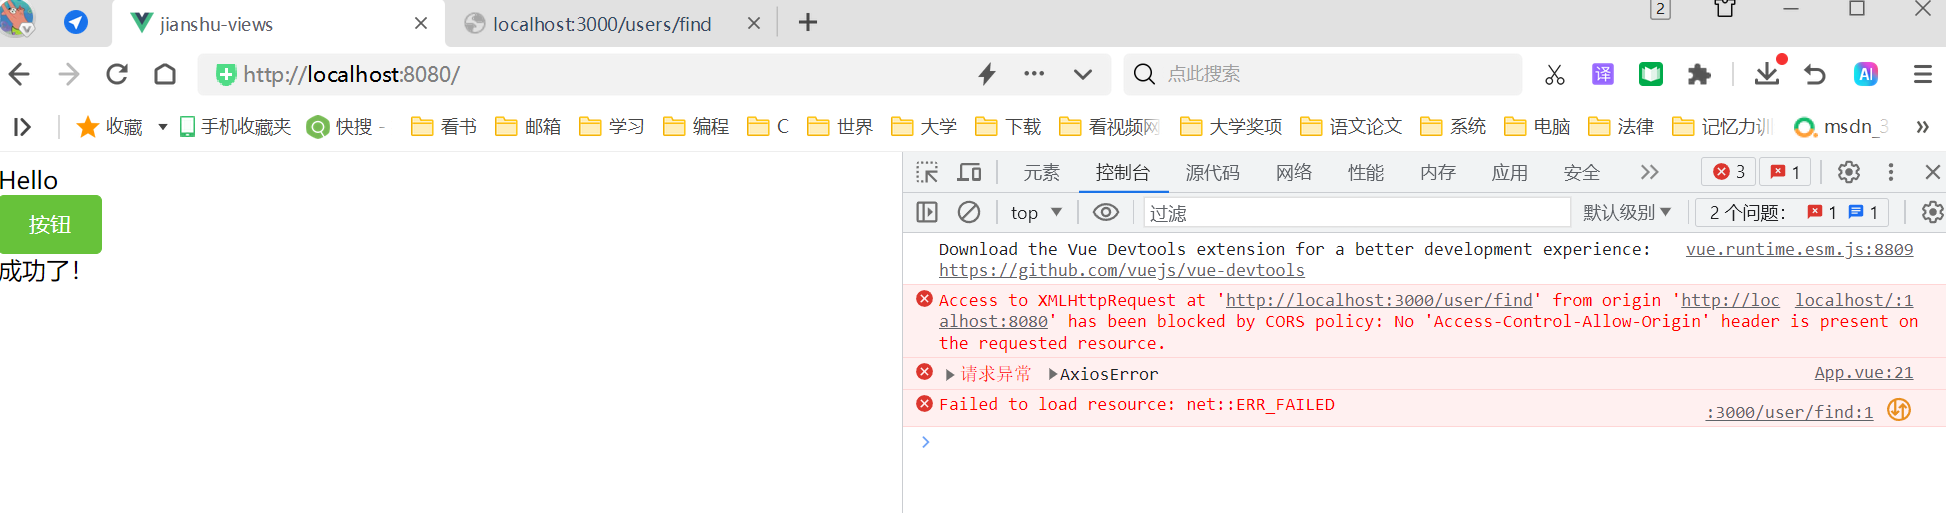 jianshu-views
localhost:3000/users/find
2
http://localhost:8080/
点此搜索
译
AI
收藏
手机收藏夹
快搜 -
看书
邮箱
学习
编程
C
世界
大学
下载
看视频网
大学奖项
语文论文
系统
电脑
法律
记忆力训
msdn_3
Hello
按钮
成功了!
元素
控制台
源代码
网络
性能
内存
应用
安全
3
1
top
过滤
默认级别
2 个问题:
1
1
Download the Vue Devtools extension for a better development experience: vue.runtime.esm.js:8809
https://github.com/vuejs/vue-devtools
Access to XMLHttpRequest at 'http://localhost:3000/user/find' from origin 'http://loc localhost/:1
alhost:8080' has been blocked by CORS policy: No 'Access-Control-Allow-Origin' header is present on
the requested resource.
请求异常 AxiosError App.vue:21
Failed to load resource: net::ERR_FAILED :3000/user/find:1